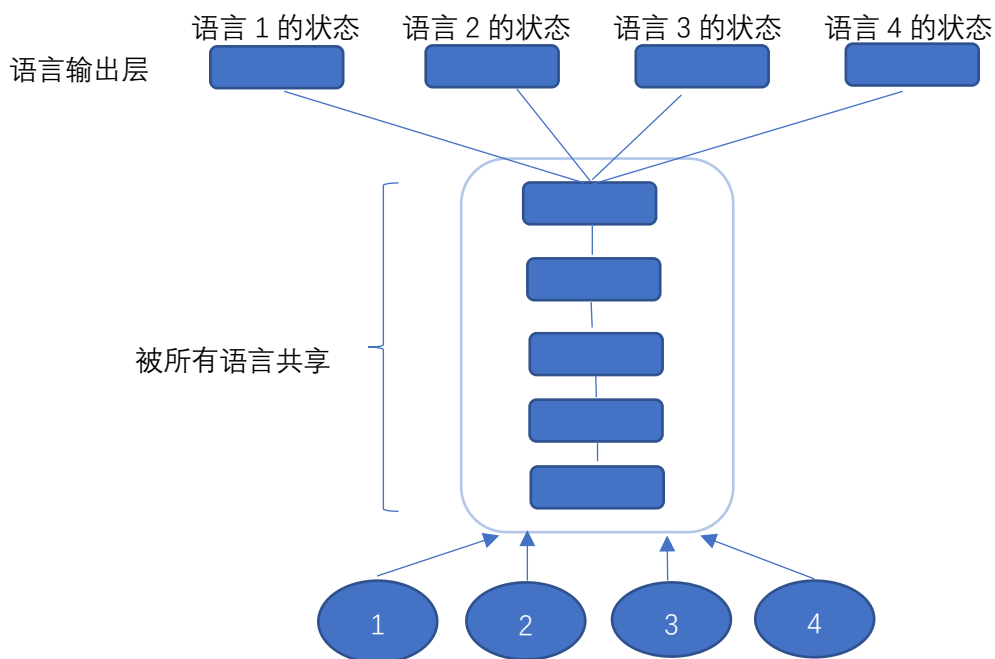 语言 1 的状态
语言 2 的状态
语言 3 的状态
语言 4 的状态
语言输出层
被所有语言共享
1
2
3
4